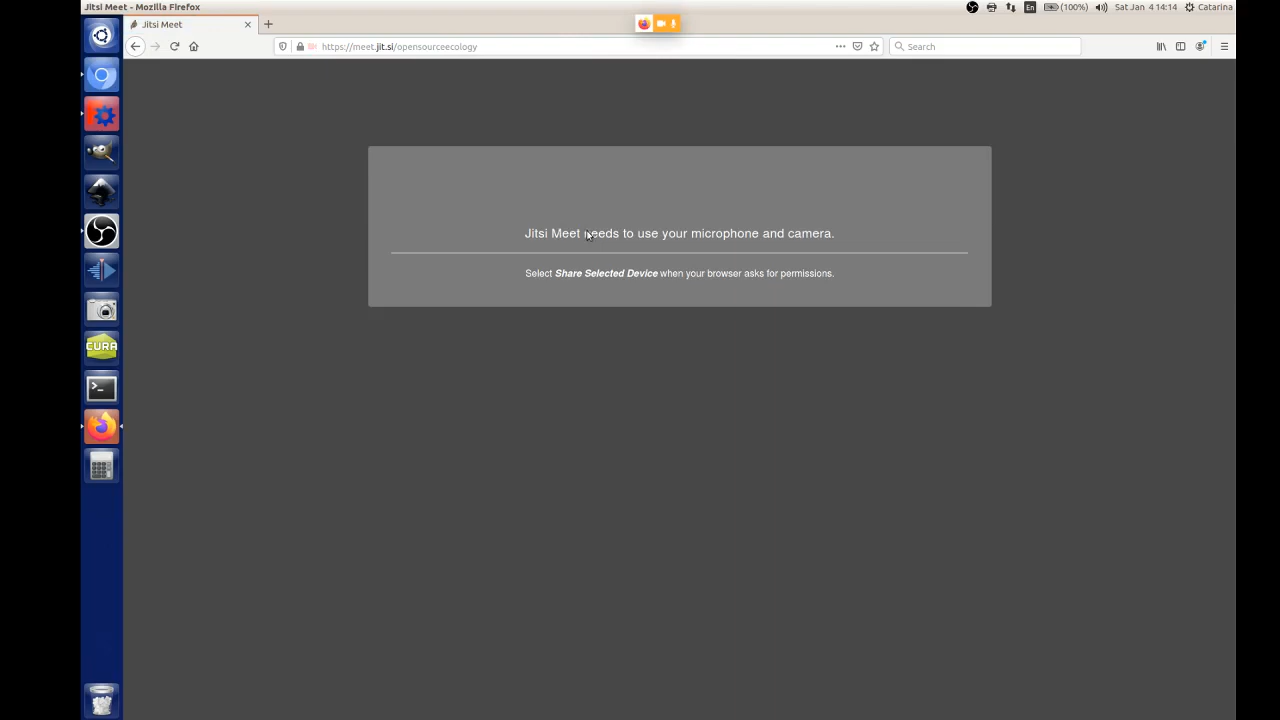 Jitsi Meet - Mozilla Firefox
En
(100%)
Sat Jan 4 14:14
Catarina
Jitsi Meet
https://meet.jit.si/opensourceecology
Search
Jitsi Meet needs to use your microphone and camera.
Select Share Selected Device when your browser asks for permissions.
CURA